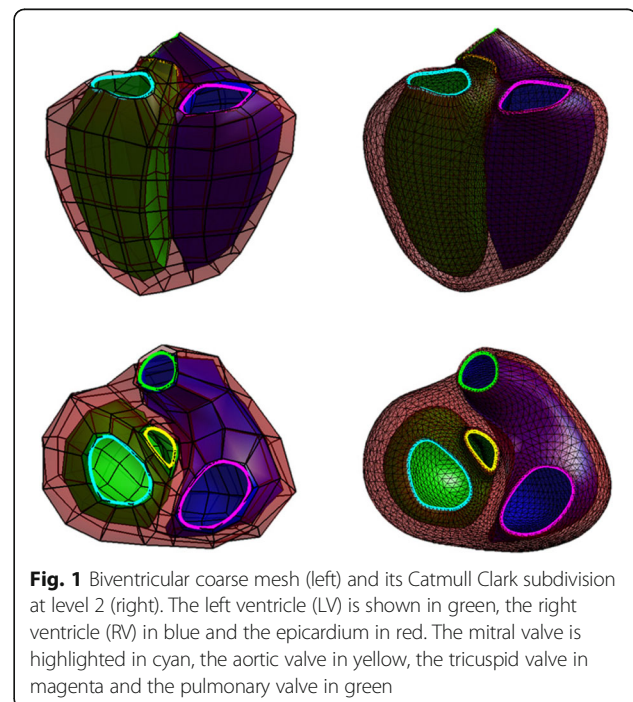 Fig. 1 Biventricular coarse mesh (left) and its Catmull Clark subdivision
at level 2 (right). The left ventricle (LV) is shown in green, the right
ventricle (RV) in blue and the epicardium in red. The mitral valve is
highlighted in cyan, the aortic valve in yellow, the tricuspid valve in
magenta and the pulmonary valve in green